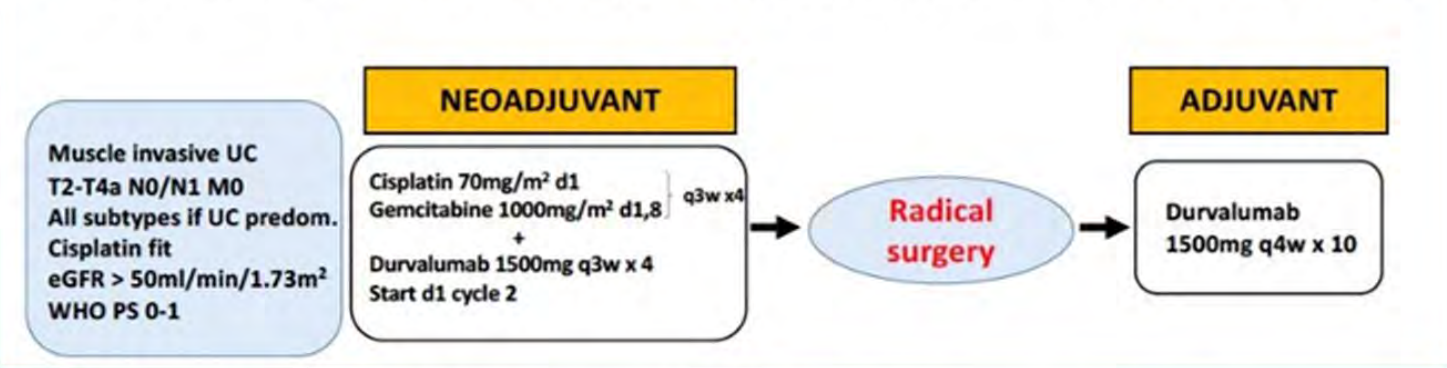 NEOADJUVANT
ADJUVANT
Muscle invasive UC
T2-T4a N0/N1 M0
All subtypes if UC predom.
Cisplatin fit
eGFR > 50ml/min/1.73m²
WHO PS 0-1
Cisplatin 70mg/m² d1
Gemcitabine 1000mg/m² d1,8
q3w x4
+
Durvalumab 1500mg q3w x 4
Start d1 cycle 2
Radical
surgery
Durvalumab
1500mg q4w x 10